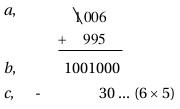 a, 1006
+ 995
b, 1001000
c, - 30 ... (6 × 5)